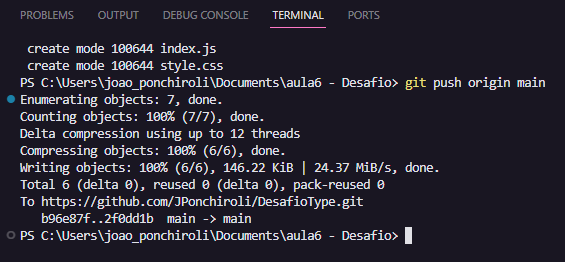 PROBLEMS OUTPUT DEBUG CONSOLE TERMINAL PORTS
create mode 100644 index.js
create mode 100644 style.css
PS C:\Users\joao_ponchiroli\Documents\aula6 - Desafio> git push origin main
Enumerating objects: 7, done.
Counting objects: 100% (7/7), done.
Delta compression using up to 12 threads
Compressing objects: 100% (6/6), done.
Writing objects: 100% (6/6), 146.22 KiB | 24.37 MiB/s, done.
Total 6 (delta 0), reused 0 (delta 0), pack-reused 0
To https://github.com/JPonchiroli/DesafioType.git
b96e87f..2f0dd1b  main -> main
PS C:\Users\joao_ponchiroli\Documents\aula6 - Desafio>